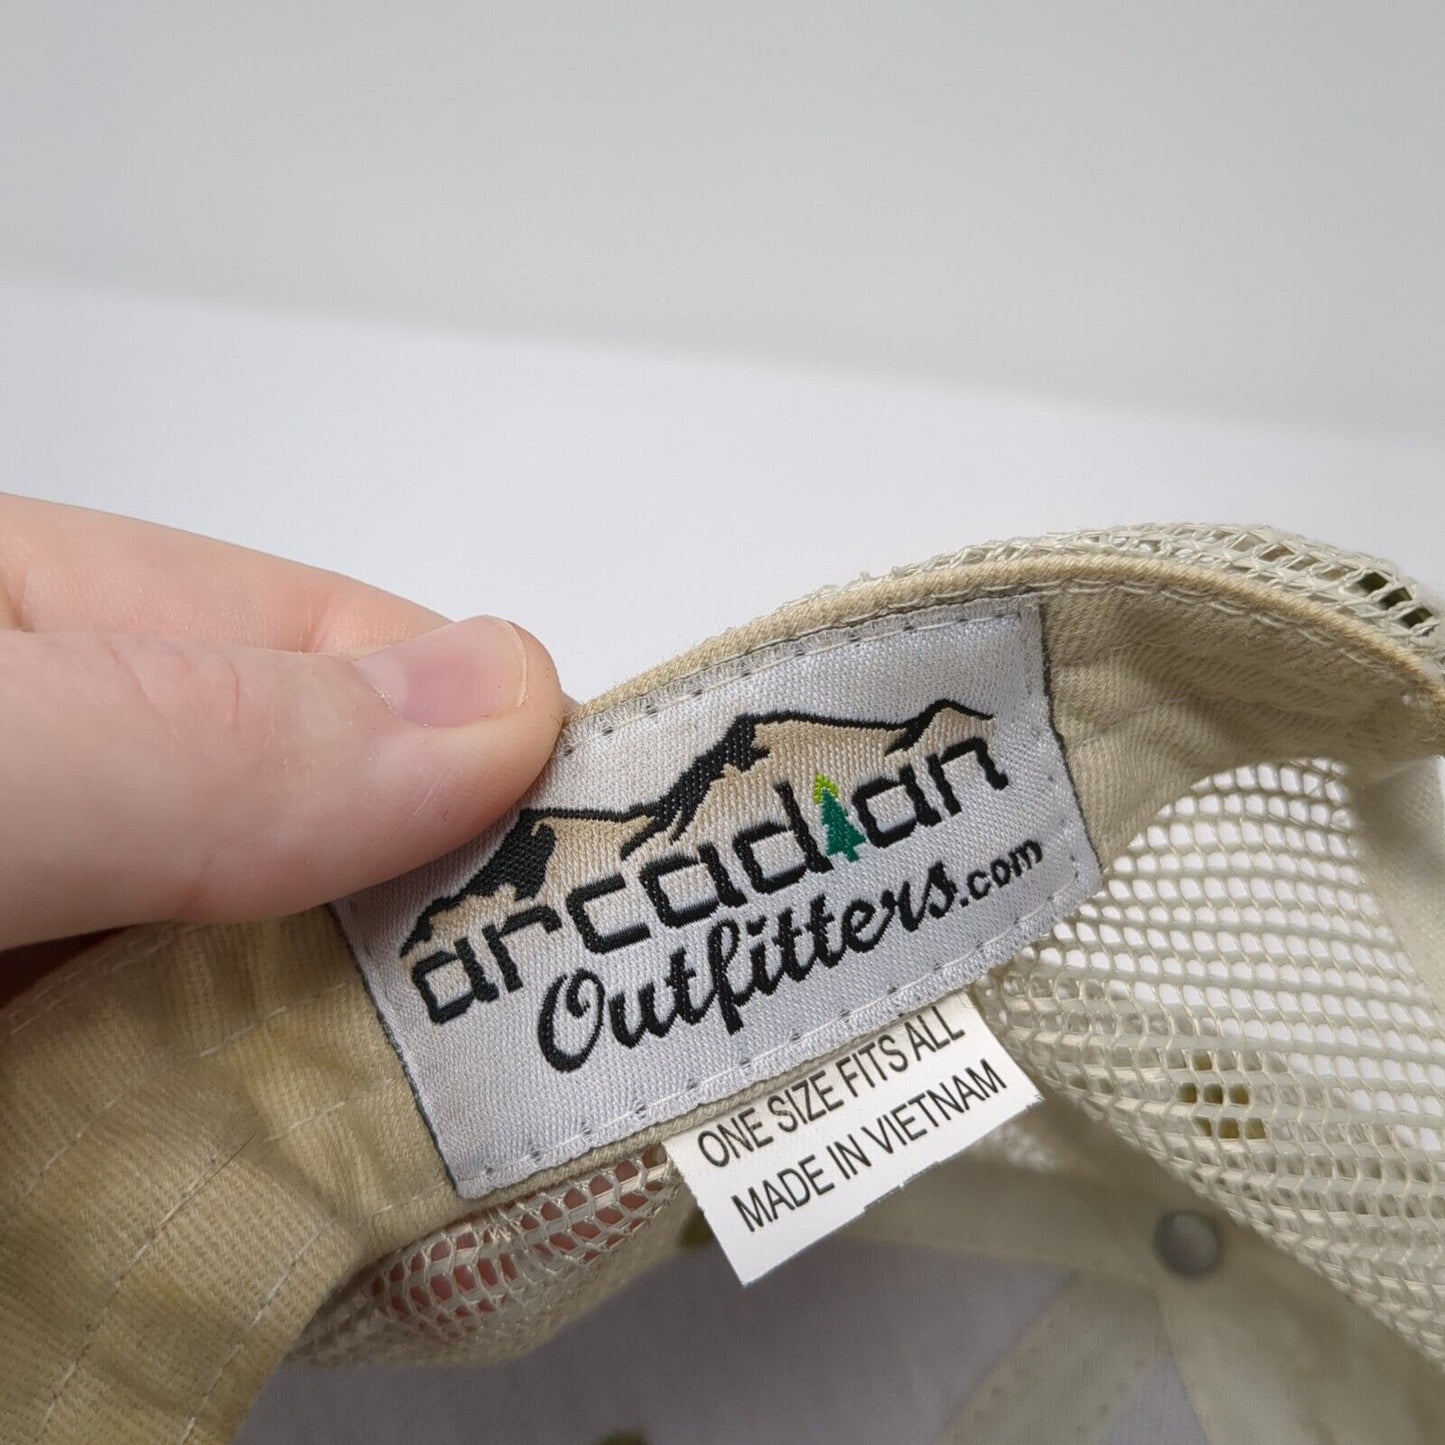 arcadian
Outfitters.com
ONE SIZE FITS ALL
MADE IN VIETNAM